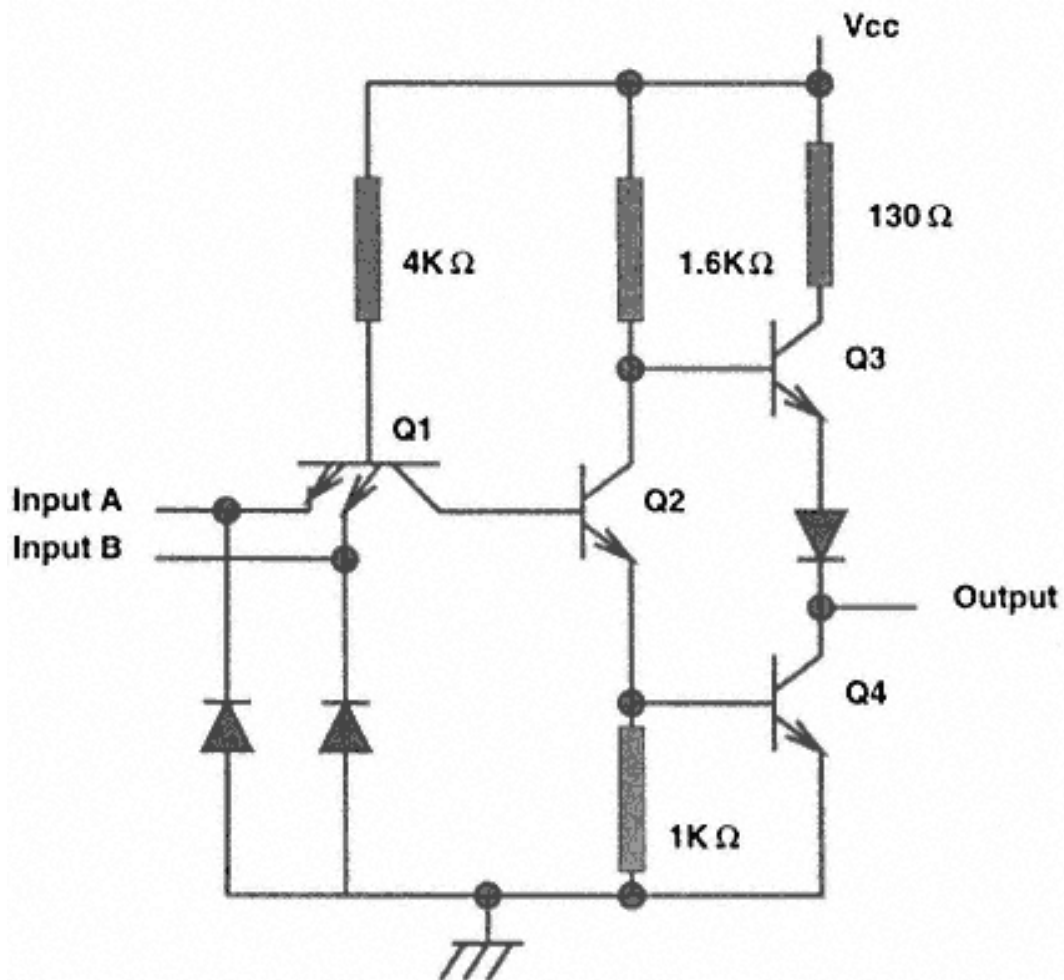 Vcc
130 Ω
4K Ω
1.6K Ω
Q3
Q1
Input A
Q2
Input B
Output
Q4
1K Ω